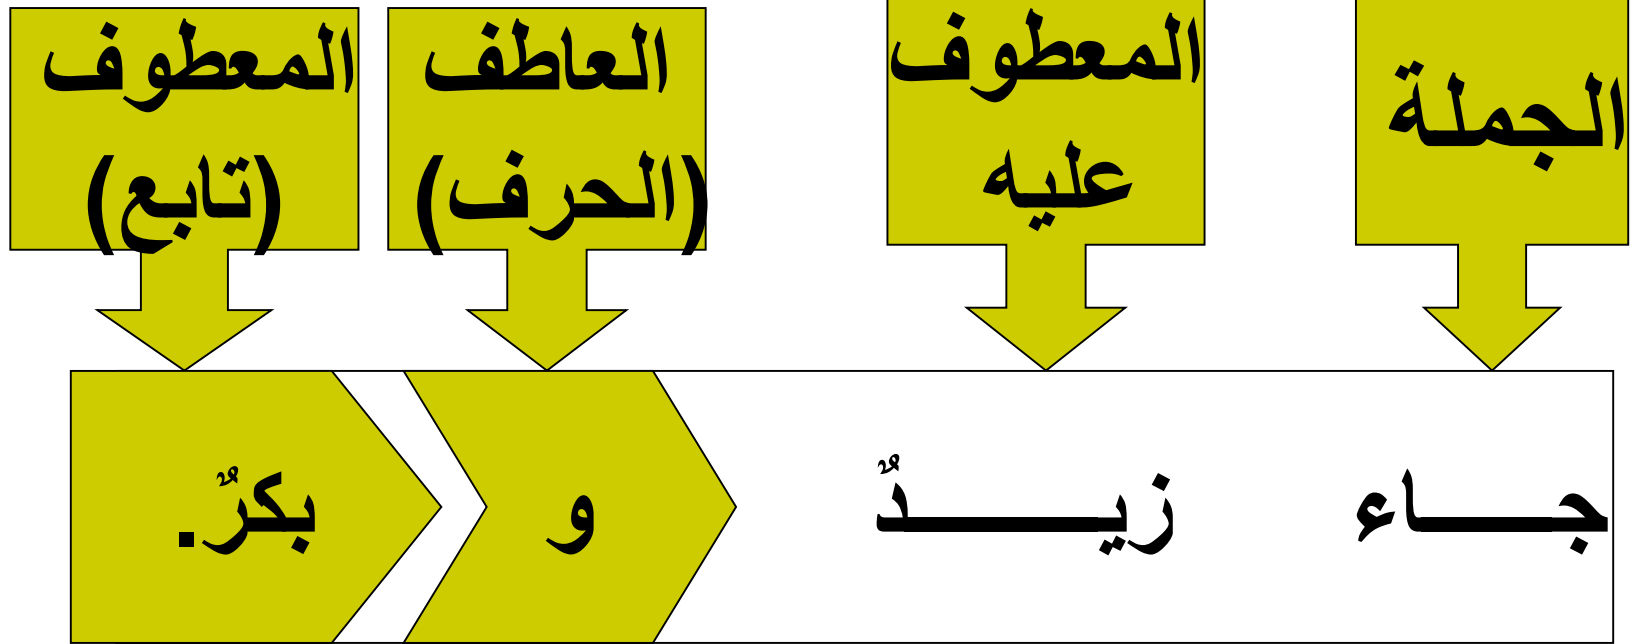 الجملة
المعطوف
عليه
العاطف
(الحرف)
المعطوف
(تابع)
جـــاء زيـــــدٌ و بكرٌ.